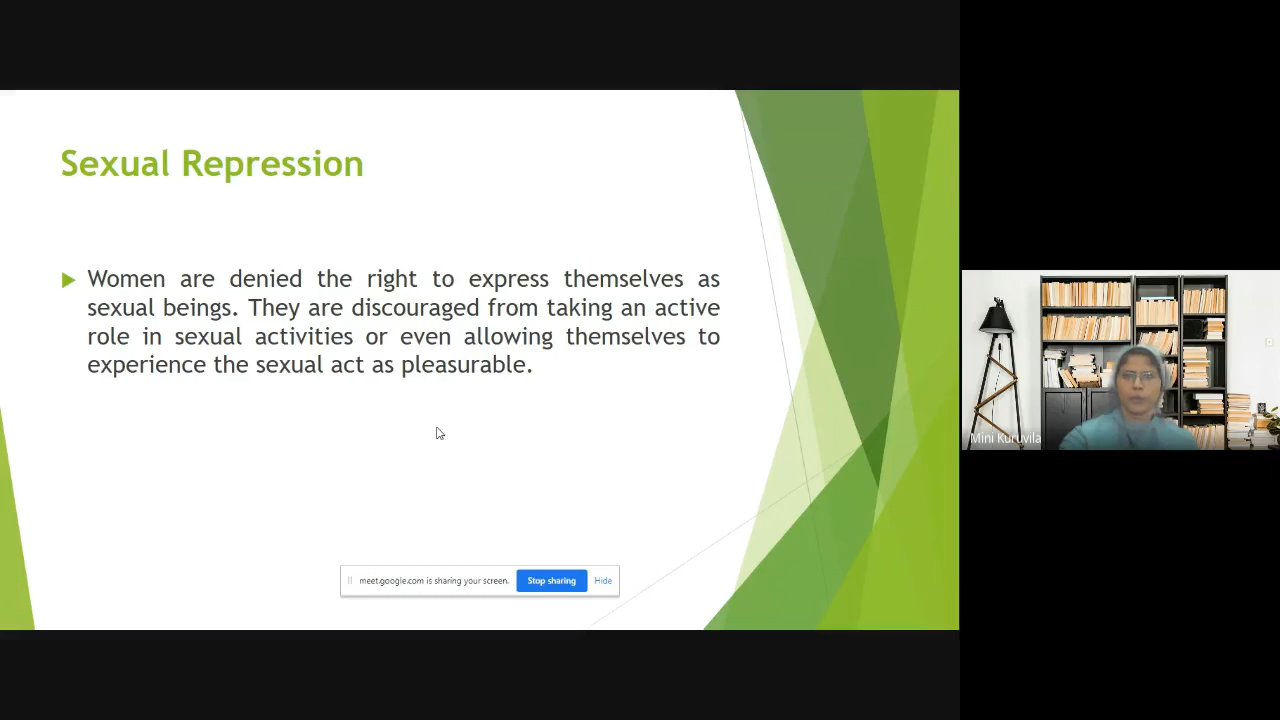 Sexual Repression
Women are denied the right to express themselves as
sexual beings. They are discouraged from taking an active
role in sexual activities or even allowing themselves to
experience the sexual act as pleasurable.
Mini Kuruvila
meet.google.com is sharing your screen. Stop sharing Hide